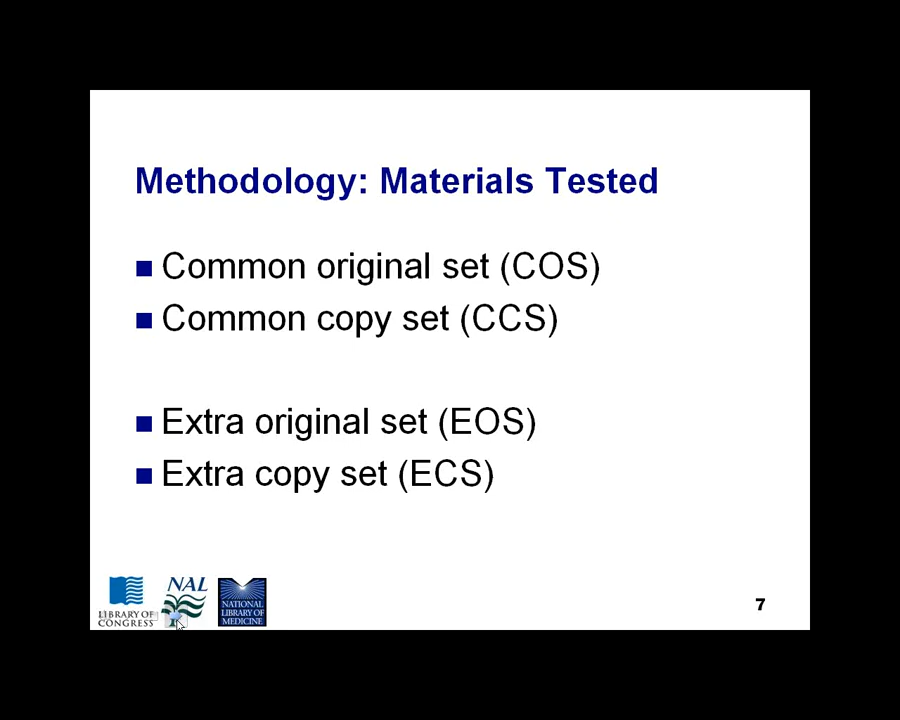 Methodology: Materials Tested
Common original set (COS)
Common copy set (CCS)
Extra original set (EOS)
Extra copy set (ECS)
LIBRARY OF
CONGRESS
NAL
NATIONAL
LIBRARY OF
MEDICINE
7